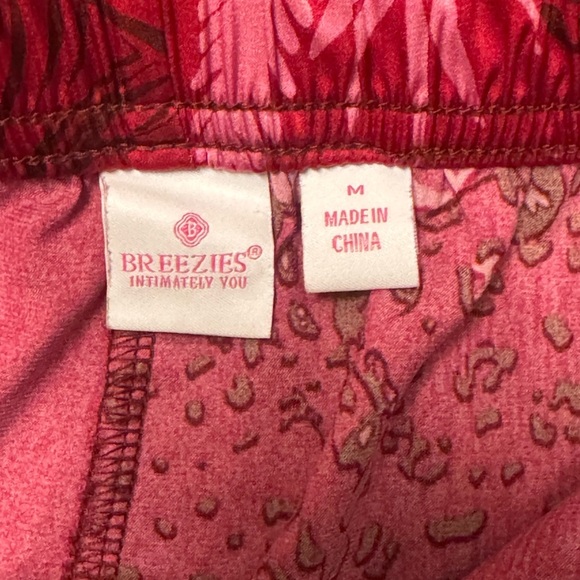 B
BREEZIES®
INTIMATELY YOU
M
MADE IN
CHINA